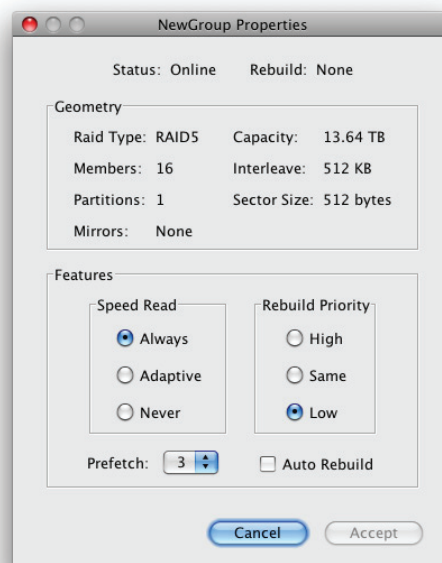 NewGroup Properties
Status: Online Rebuild: None
Geometry
Raid Type: RAID5 Capacity: 13.64 TB
Members: 16 Interleave: 512 KB
Partitions: 1 Sector Size: 512 bytes
Mirrors: None
Features
Speed Read Rebuild Priority
Always High
Adaptive Same
Never Low
Prefetch: 3 Auto Rebuild
Cancel Accept